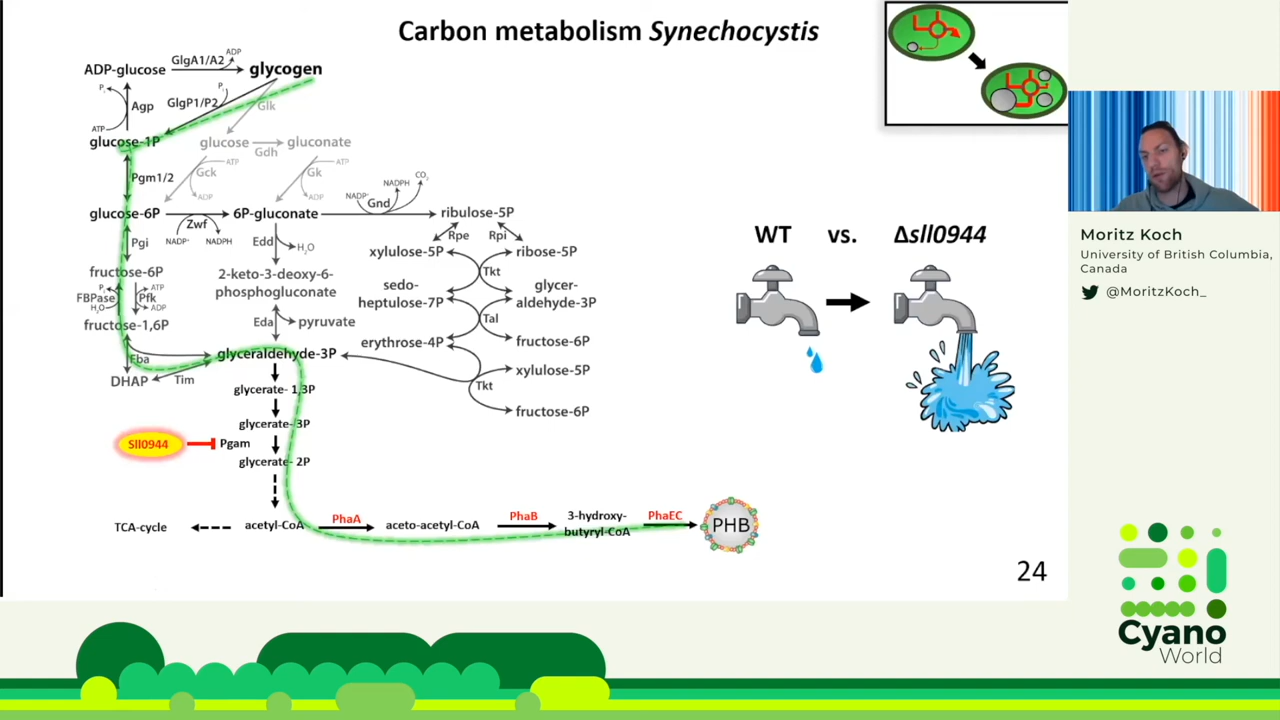 Carbon metabolism Synechocystis
ADP-glucose
GlgA1/A2
ADP
glycogen
Pi
Agp
ATP
GlgP1/P2
Pi
Glk
glucose-1P
glucose
Gdh
gluconate
Pgm1/2
Gck
ATP
ADP
Gk
ATP
ADP
glucose-6P
Zwf
NADP+
NADPH
6P-gluconate
NADP+
Gnd
NADPH
CO2
ribulose-5P
Pgi
Edd
H2O
Rpe
Rpi
xylulose-5P
ribose-5P
fructose-6P
2-keto-3-deoxy-6-
phosphogluconate
Tkt
Pi
FBPase
H2O
Pfk
ATP
ADP
sedo-
heptulose-7P
glycer-
aldehyde-3P
fructose-1,6P
Eda
pyruvate
Tal
erythrose-4P
fructose-6P
Fba
glyceraldehyde-3P
DHAP
Tim
xylulose-5P
Tkt
glycerate- 1,3P
fructose-6P
glycerate- 3P
Sll0944
Pgam
glycerate- 2P
TCA-cycle
acetyl-CoA
PhaA
aceto-acetyl-CoA
PhaB
3-hydroxy-
butyryl-CoA
PhaEC
PHB
WT vs. Δsll0944
24
Moritz Koch
University of British Columbia,
Canada
@MoritzKoch_
Cyano
World